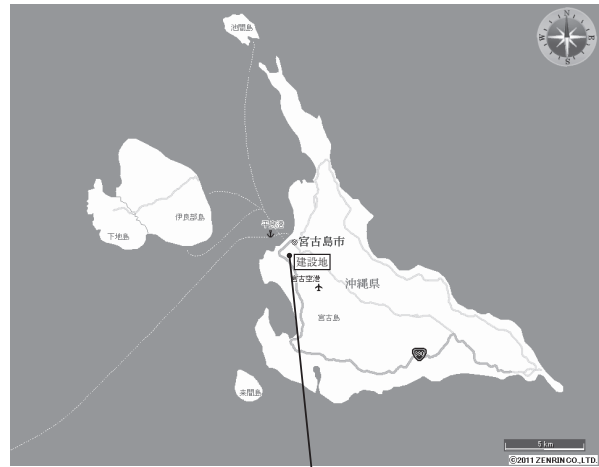 池間島
N
W
E
S
伊良部島
下地島
平良港
宮古島市
建設地
宮古空港
沖縄県
宮古島
390
来間島
5 km
©2011 ZENRIN CO., LTD.